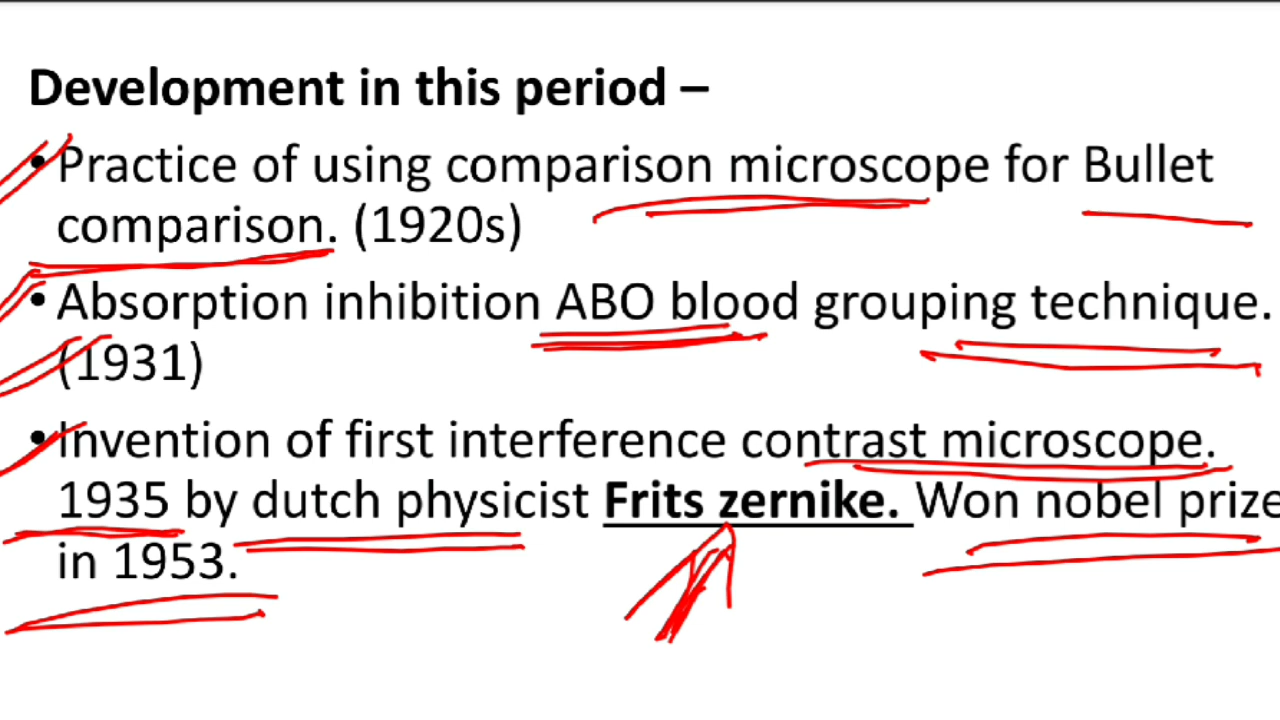 Development in this period –
• Practice of using comparison microscope for Bullet
comparison. (1920s)
• Absorption inhibition ABO blood grouping technique.
(1931)
• Invention of first interference contrast microscope.
1935 by dutch physicist Frits zernike. Won nobel prize
in 1953.